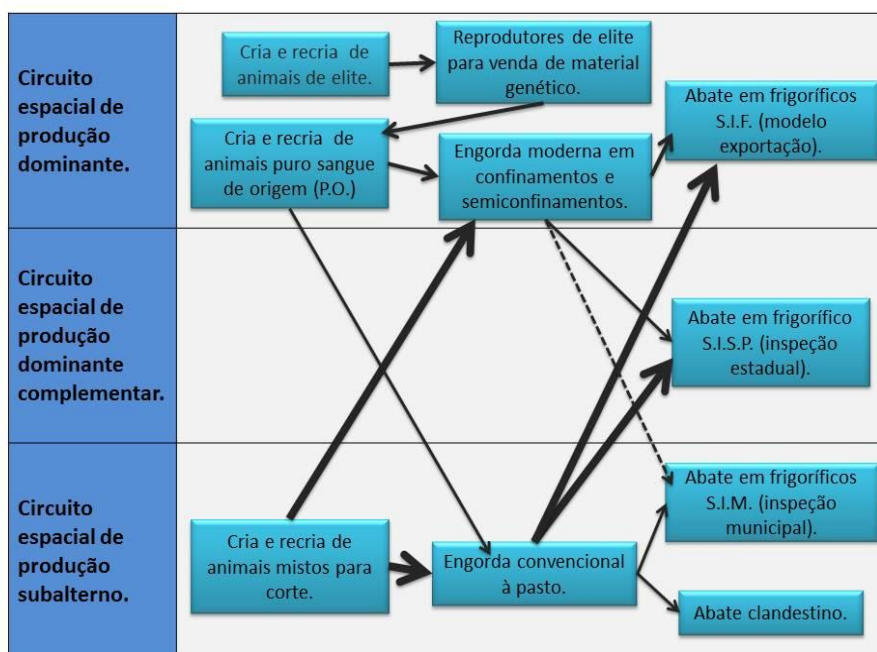 Circuito
espacial de
produção
dominante.
Cria e recria de
animais de elite.
Reprodutores de elite
para venda de material
genético.
Cria e recria de
animais puro sangue
de origem (P.O.)
Engorda moderna em
confinamentos e
semiconfinamentos.
Abate em frigoríficos
S.I.F. (modelo
exportação).
Circuito
espacial de
produção
dominante
complementar.
Abate em frigorífico
S.I.S.P. (inspeção
estadual).
Circuito
espacial de
produção
subalterno.
Cria e recria de
animais mistos para
corte.
Engorda convencional
à pasto.
Abate em frigoríficos
S.I.M. (inspeção
municipal).
Abate clandestino.